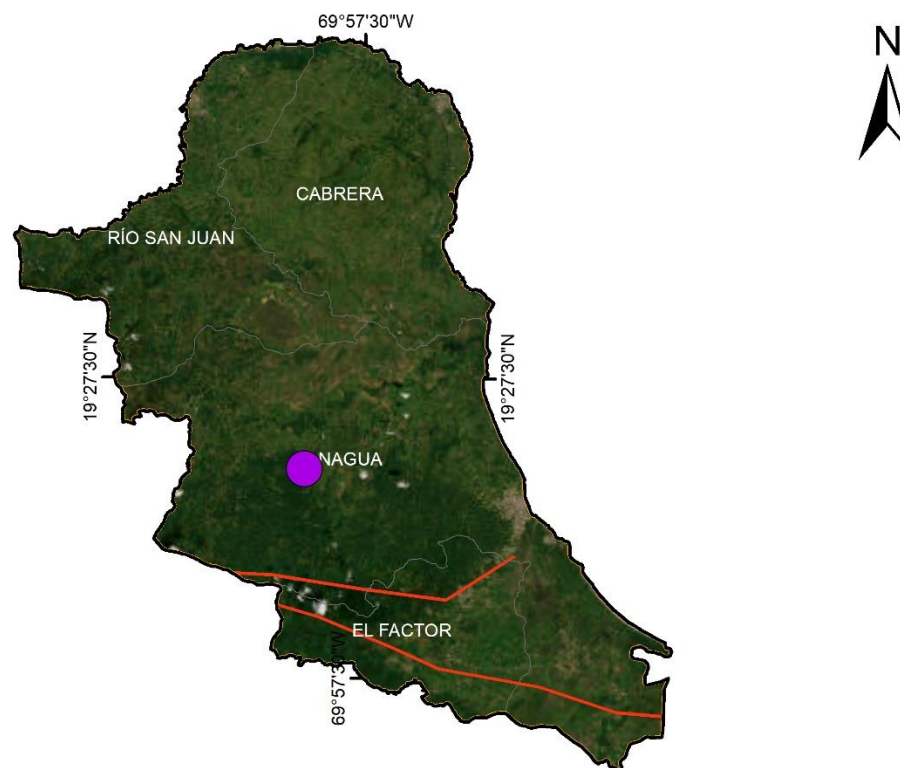 69°57'30"W
N
CABRERA
RÍO SAN JUAN
19°27'30"N
19°27'30"N
NAGUA
EL FACTOR
69°57'30"W